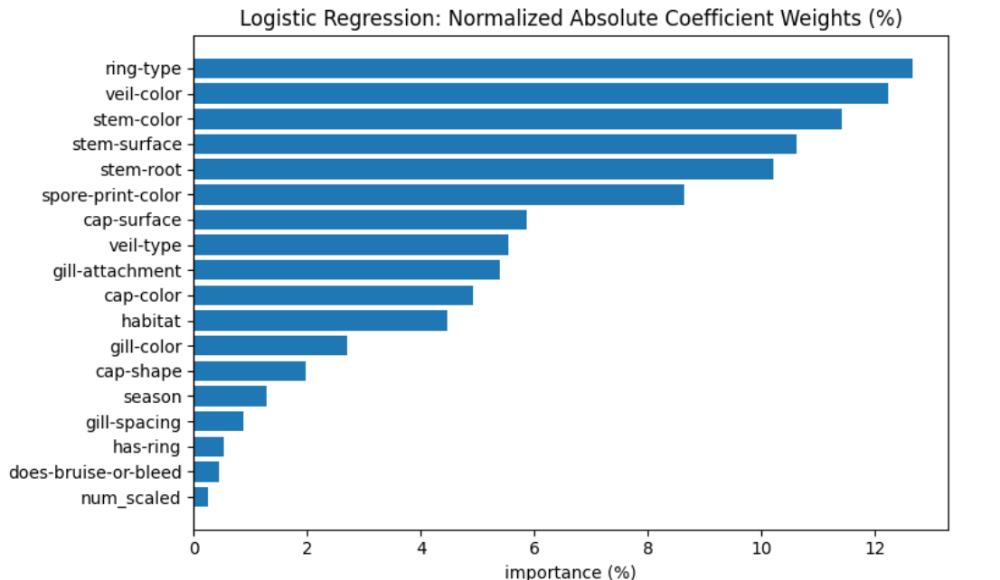 Logistic Regression: Normalized Absolute Coefficient Weights (%)
ring-type
veil-color
stem-color
stem-surface
stem-root
spore-print-color
cap-surface
veil-type
gill-attachment
cap-color
habitat
gill-color
cap-shape
season
gill-spacing
has-ring
does-bruise-or-bleed
num_scaled
0 2 4 6 8 10 12
importance (%)